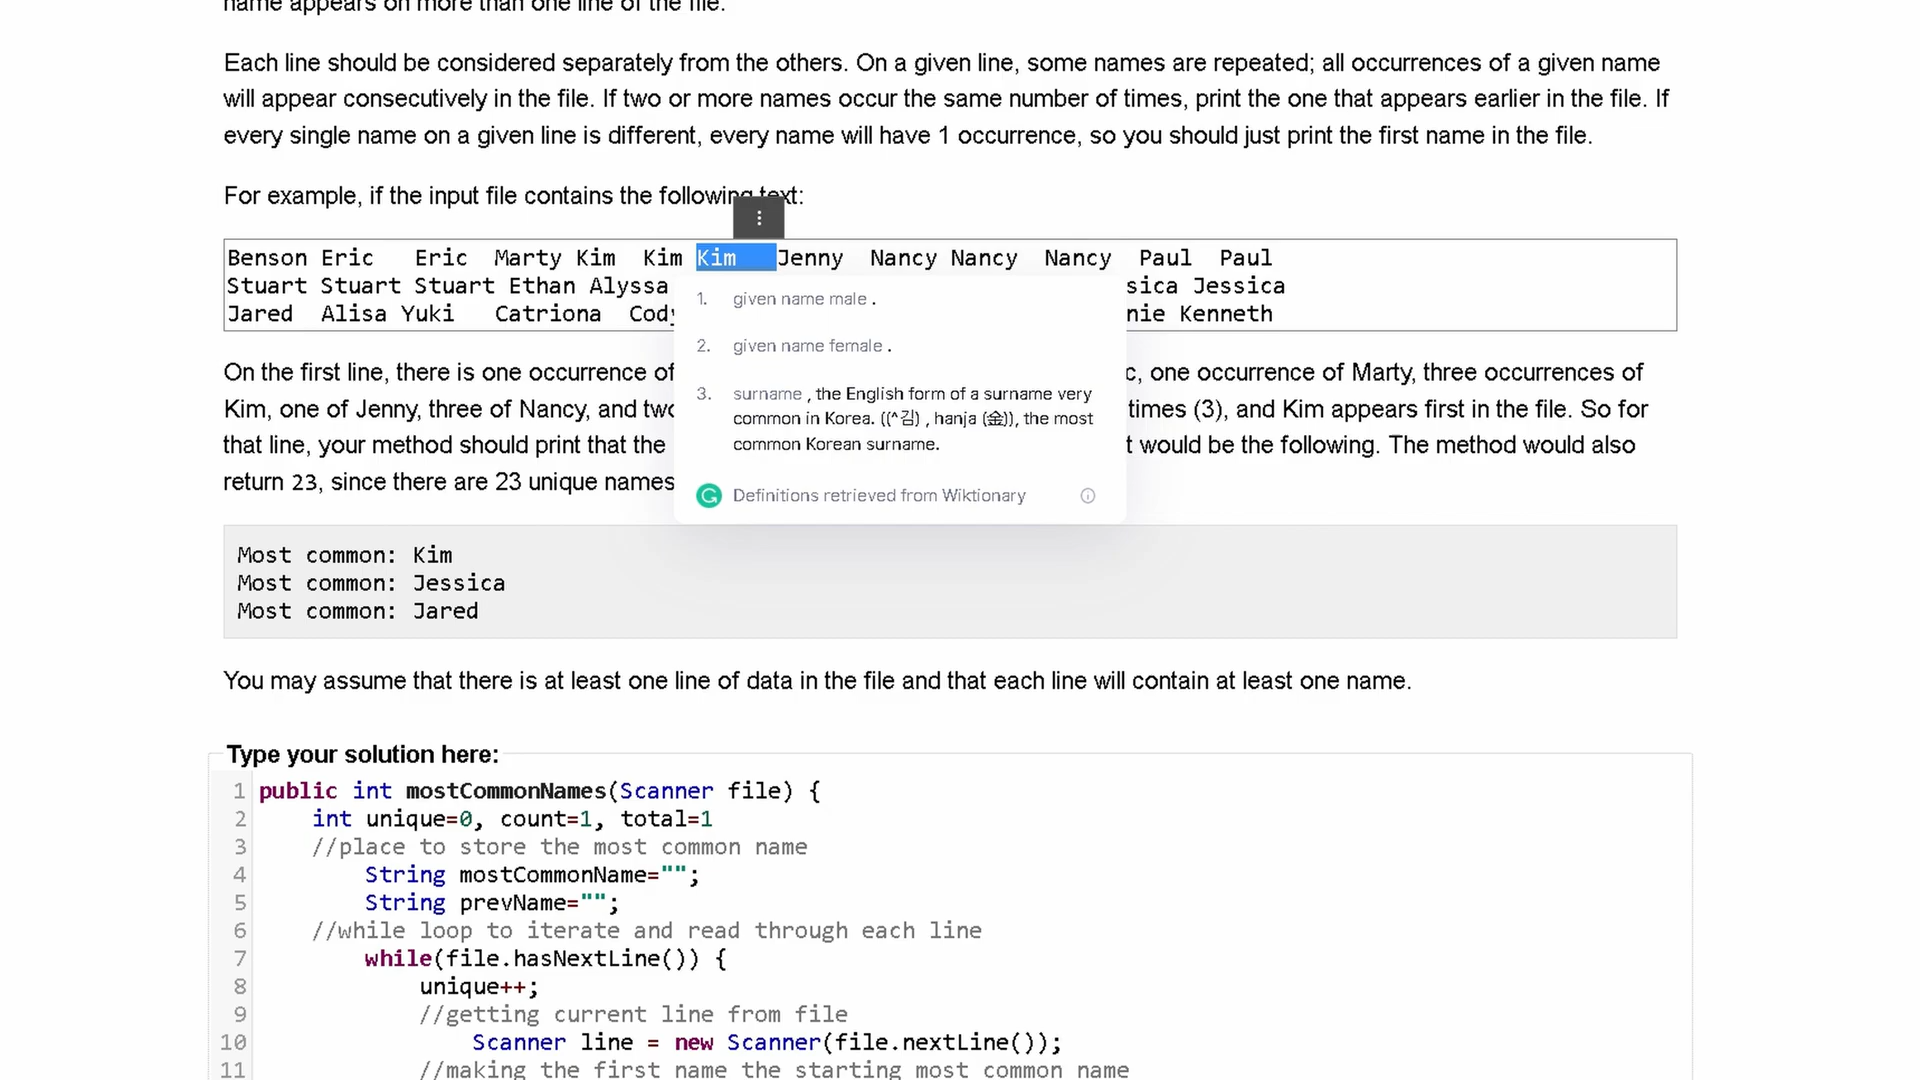 name appears on more than one line of the file.
Each line should be considered separately from the others. On a given line, some names are repeated; all occurrences of a given name
will appear consecutively in the file. If two or more names occur the same number of times, print the one that appears earlier in the file. If
every single name on a given line is different, every name will have 1 occurrence, so you should just print the first name in the file.
For example, if the input file contains the following text:
Benson Eric Eric Marty Kim Kim Kim Jenny Nancy Nancy Nancy Paul Paul
Stuart Stuart Stuart Ethan Alyssa sica Jessica
Jared Alisa Yuki Catriona Cody nie Kenneth
1. given name male .
2. given name female .
3. surname , the English form of a surname very
common in Korea. ((^김) , hanja (金)), the most
common Korean surname.
Definitions retrieved from Wiktionary
On the first line, there is one occurrence of c, one occurrence of Marty, three occurrences of
Kim, one of Jenny, three of Nancy, and two times (3), and Kim appears first in the file. So for
that line, your method should print that the t would be the following. The method would also
return 23, since there are 23 unique names
Most common: Kim
Most common: Jessica
Most common: Jared
You may assume that there is at least one line of data in the file and that each line will contain at least one name.
Type your solution here:
1 public int mostCommonNames(Scanner file) {
2 int unique=0, count=1, total=1
3 //place to store the most common name
4 String mostCommonName="";
5 String prevName="";
6 //while loop to iterate and read through each line
7 while(file.hasNextLine()) {
8 unique++;
9 //getting current line from file
10 Scanner line = new Scanner(file.nextLine());
11 //making the first name the starting most common name